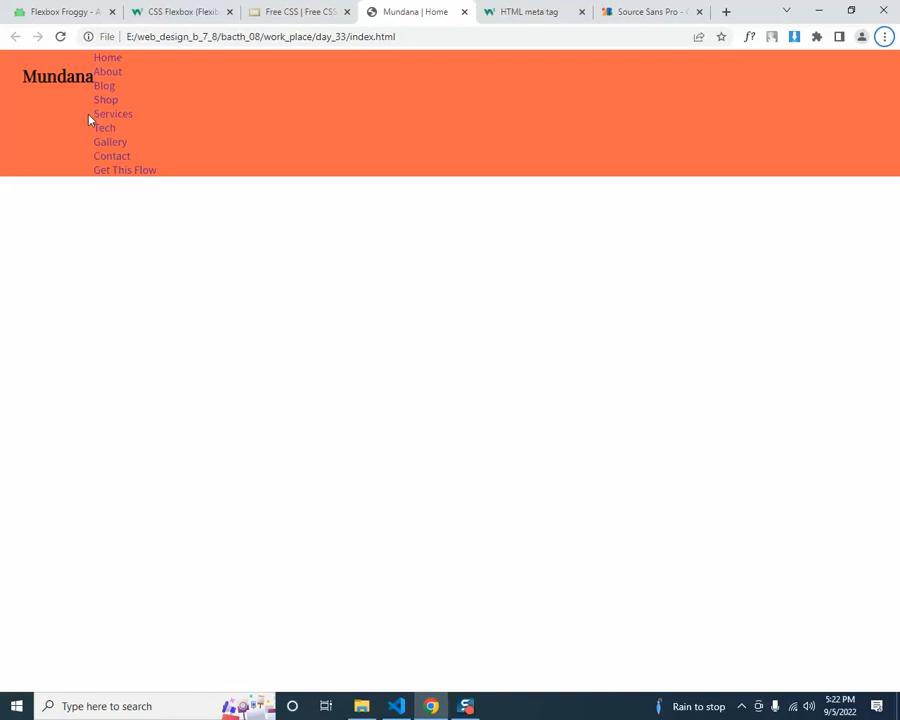 Flexbox Froggy - A
CSS Flexbox (Flexib
Free CSS | Free CSS
Mundana | Home
HTML meta tag
Source Sans Pro - G
File
E:/web_design_b_7_8/bacth_08/work_place/day_33/index.html
f?
Mundana
Home
About
Blog
Shop
Services
Tech
Gallery
Contact
Get This Flow
Type here to search
Rain to stop
5:22 PM
9/5/2022